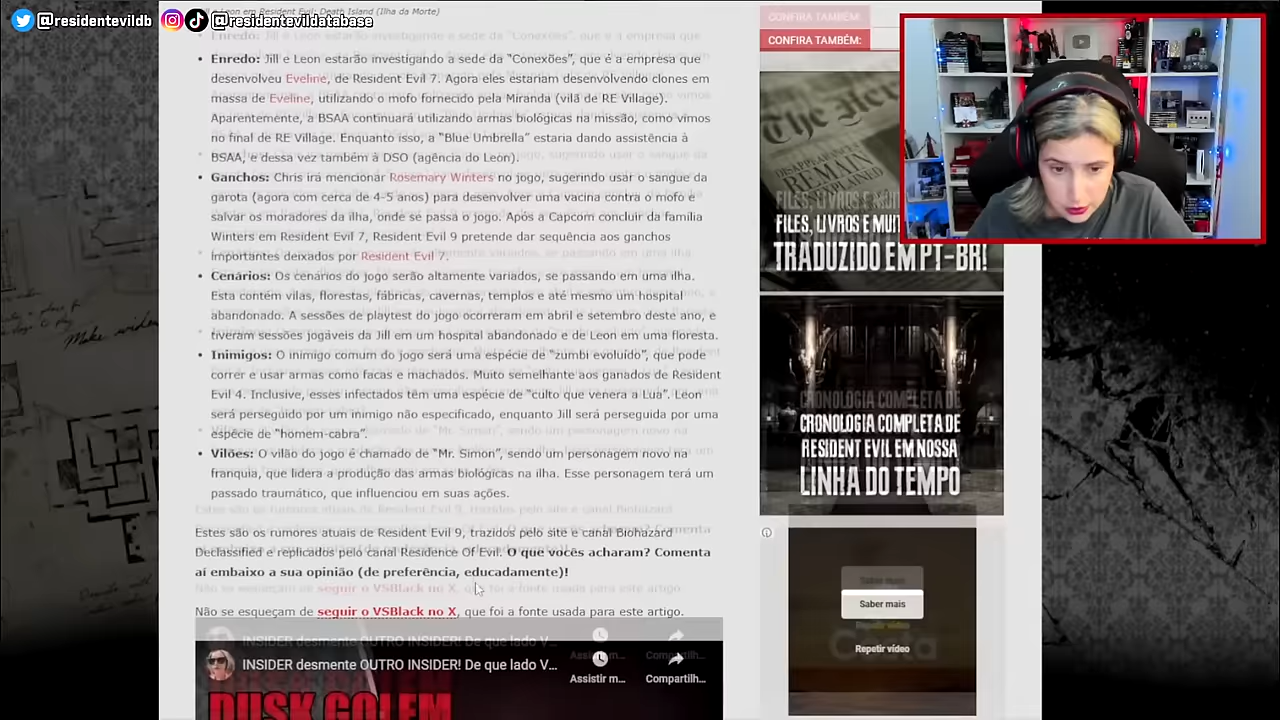 @residentevildb @residentevildatabase
l e Leon em Resident Evil: Death Island (Ilha da Morte)
• Enredo: Jill e Leon estarão investigando a sede da "Conexões", que é a empresa que
desenvolveu Eveline, de Resident Evil 7. Agora eles estariam desenvolvendo clones em
massa de Eveline, utilizando o mofo fornecido pela Miranda (vilã de RE Village).
Aparentemente, a BSAA continuará utilizando armas biológicas na missão, como vimos
no final de RE Village. Enquanto isso, a "Blue Umbrella" estaria dando assistência à
BSAA, e dessa vez também à DSO (agência do Leon).
• Ganchos: Chris irá mencionar Rosemary Winters no jogo, sugerindo usar o sangue da
garota (agora com cerca de 4-5 anos) para desenvolver uma vacina contra o mofo e
salvar os moradores da ilha, onde se passa o jogo. Após a Capcom concluir da família
Winters em Resident Evil 7, Resident Evil 9 pretende dar sequência aos ganchos
importantes deixados por Resident Evil 7.
• Cenários: Os cenários do jogo serão altamente variados, se passando em uma ilha.
Esta contém vilas, florestas, fábricas, cavernas, templos e até mesmo um hospital
abandonado. A sessões de playtest do jogo ocorreram em abril e setembro deste ano, e
tiveram sessões jogáveis da Jill em um hospital abandonado e de Leon em uma floresta.
• Inimigos: O inimigo comum do jogo será uma espécie de "zumbi evoluído", que pode
correr e usar armas como facas e machados. Muito semelhante aos ganados de Resident
Evil 4. Inclusive, esses infectados têm uma espécie de "culto que venera a Lua". Leon
será perseguido por um inimigo não especificado, enquanto Jill será perseguida por uma
espécie de "homem-cabra".
• Vilões: O vilão do jogo é chamado de "Mr. Simon", sendo um personagem novo na
franquia, que lidera a produção das armas biológicas na ilha. Esse personagem terá um
passado traumático, que influenciou em suas ações.
Estes são os rumores atuais de Resident Evil 9, trazidos pelo site e canal Biohazard
Declassified e replicados pelo canal Residence Of Evil. O que vocês acharam? Comenta
aí embaixo a sua opinião (de preferência, educadamente)!
Não se esqueçam de seguir o VSBlack no X, que foi a fonte usada para este artigo.
INSIDER desmente OUTRO INSIDER! De que lado V...
Assistir m... Compartilh...
DUSK GOLEM
CONFIRA TAMBÉM:
FILES, LIVROS E MUI
TRADUZIDO EM PT-BR!
CRONOLOGIA COMPLETA DE
RESIDENT EVIL EM NOSSA
LINHA DO TEMPO
Saber mais
Repetir vídeo